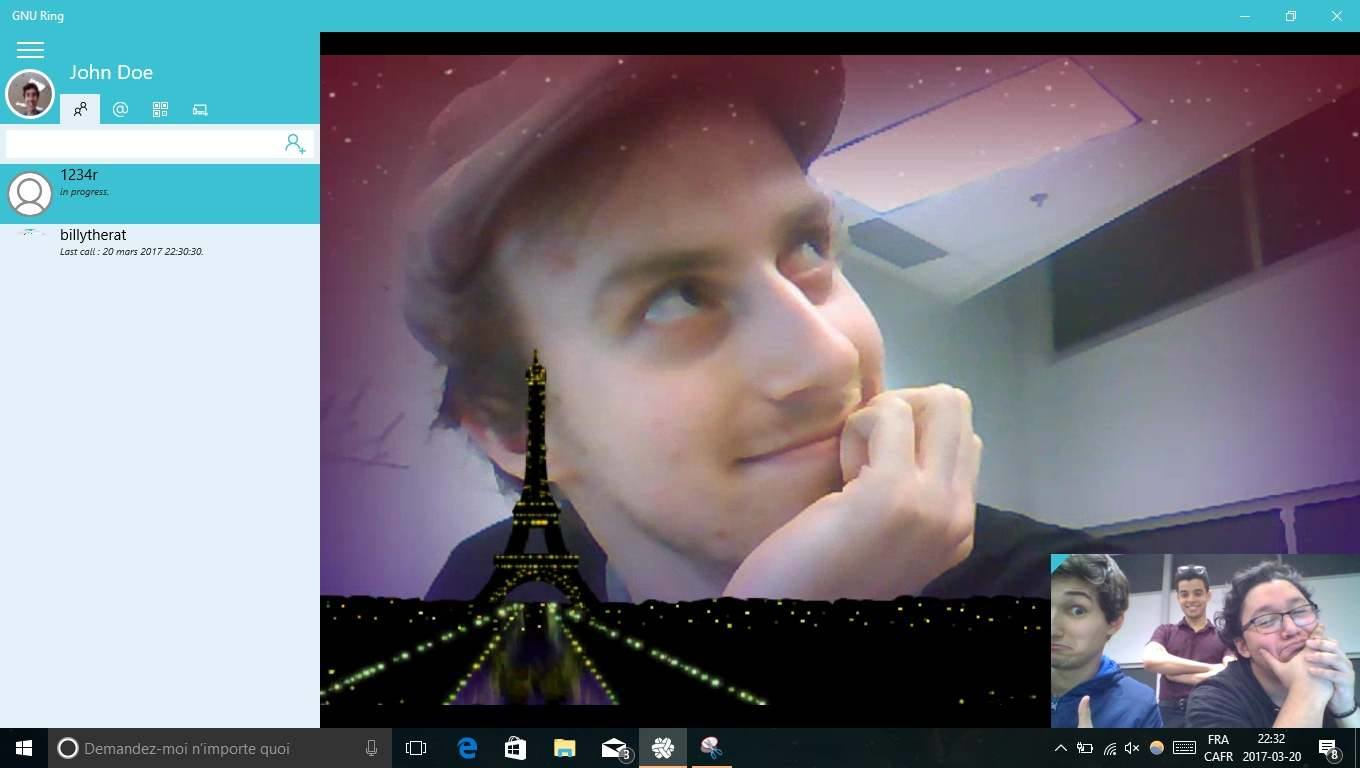 GNU Ring
John Doe
1234r
in progress.
billytherat
Last call : 20 mars 2017 22:30:30.
Demandez-moi n'importe quoi
3
FRA
CAFR
22:32
2017-03-20
8